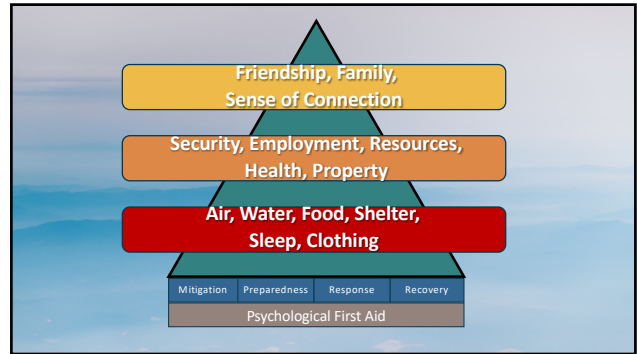 Friendship, Family,
Sense of Connection
Security, Employment, Resources,
Health, Property
Air, Water, Food, Shelter,
Sleep, Clothing
Mitigation Preparedness Response Recovery
Psychological First Aid